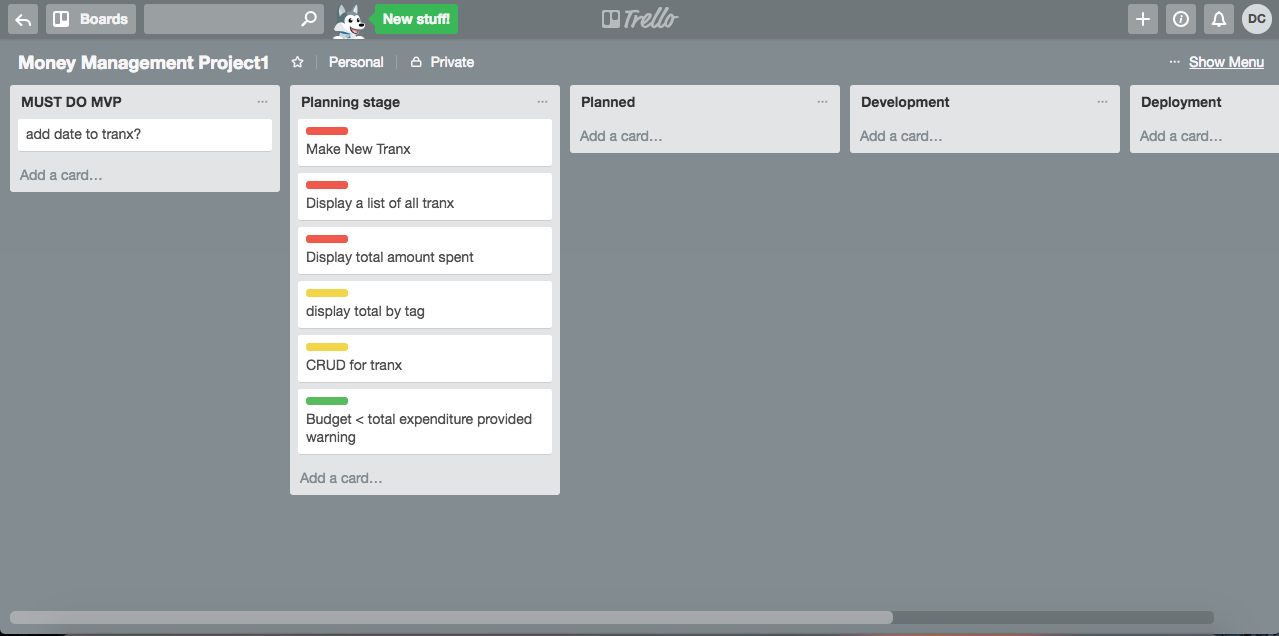 Boards
New stuff!
Trello
DC
Money Management Project1
Personal
Private
... Show Menu
MUST DO MVP
...
add date to tranx?
Add a card...
Planning stage
...
Make New Tranx
Display a list of all tranx
Display total amount spent
display total by tag
CRUD for tranx
Budget < total expenditure provided
warning
Add a card...
Planned
...
Add a card...
Development
...
Add a card...
Deployment
Add a card...